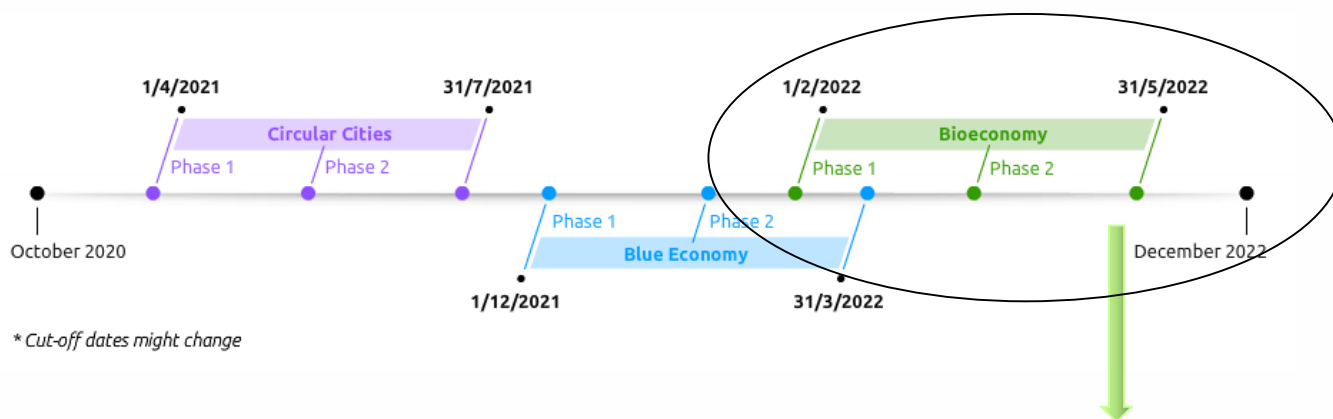 1/4/2021
31/7/2021
1/2/2022
31/5/2022
Circular Cities
Bioeconomy
Phase 1
Phase 2
Phase 1
Phase 2
Phase 1
Phase 2
October 2020
Blue Economy
December 2022
1/12/2021
31/3/2022
* Cut-off dates might change